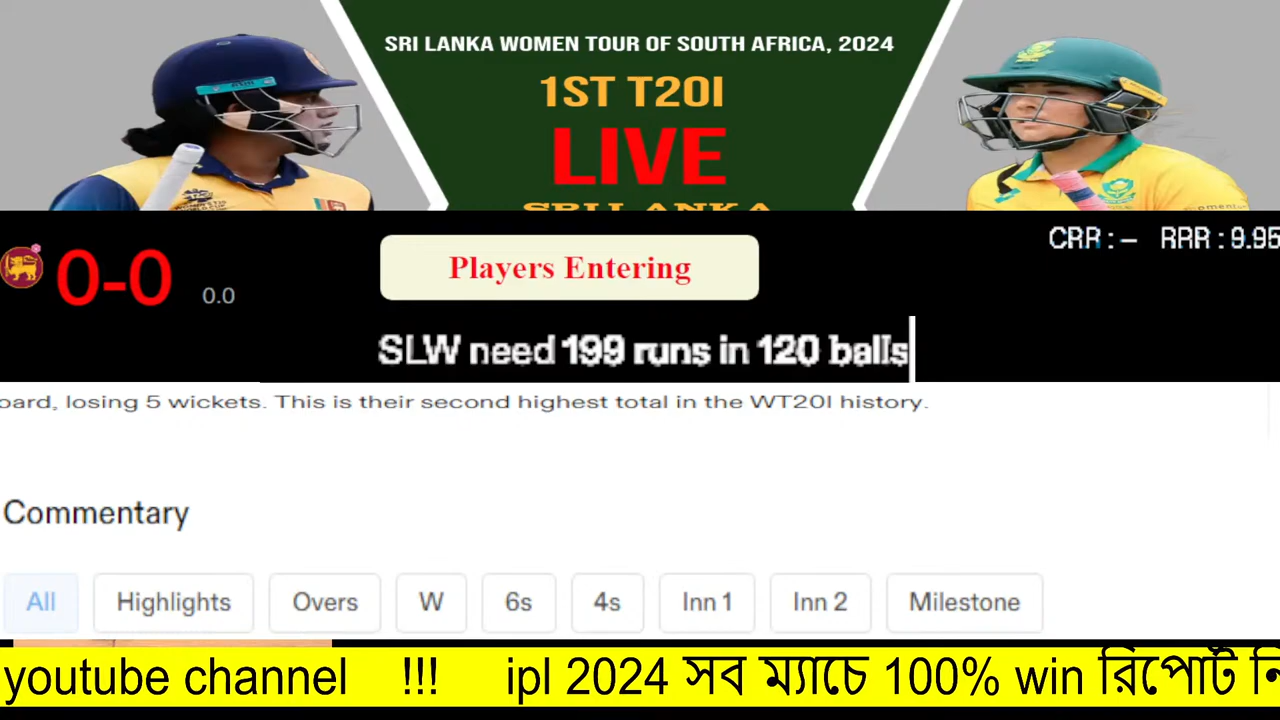 SRI LANKA WOMEN TOUR OF SOUTH AFRICA, 2024
1ST T20I
LIVE
SRI LANKA
0-0
0.0
Players Entering
CRR : – RRR : 9.95
SLW need 199 runs in 120 balls
oard, losing 5 wickets. This is their second highest total in the WT20I history.
Commentary
All Highlights Overs W 6s 4s Inn 1 Inn 2 Milestone
youtube channel !!! ipl 2024 সব ম্যাচে 100% win রিপোর্ট নি